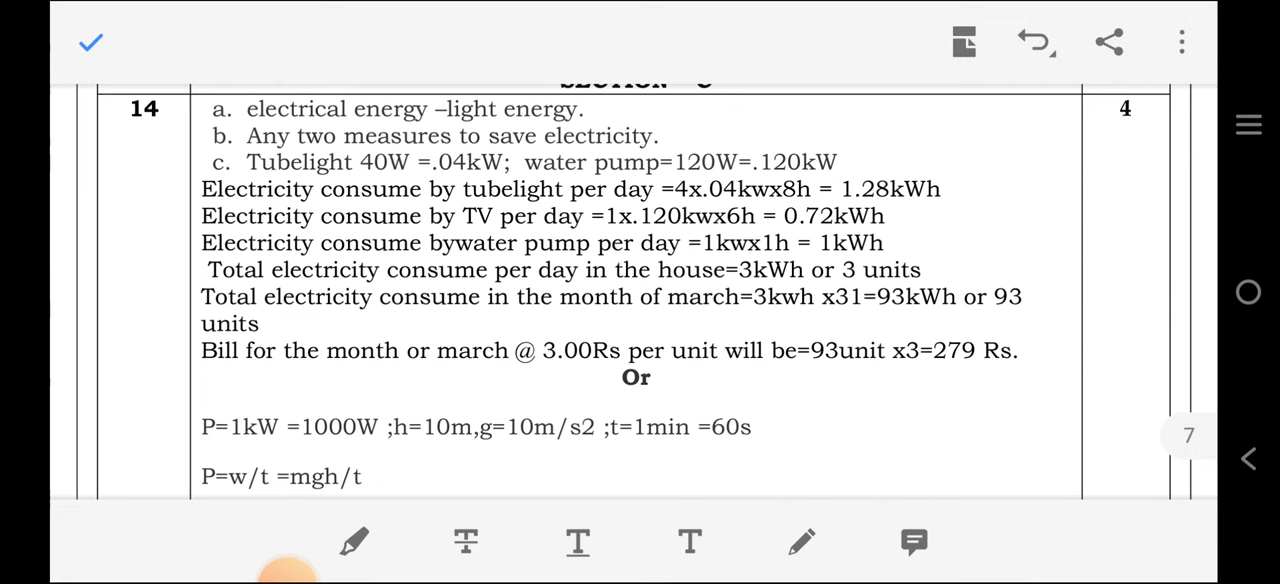 14
4
a. electrical energy –light energy.
b. Any two measures to save electricity.
c. Tubelight 40W =.04kW; water pump=120W=.120kW
Electricity consume by tubelight per day =4x.04kwx8h = 1.28kWh
Electricity consume by TV per day =1x.120kwx6h = 0.72kWh
Electricity consume bywater pump per day =1kwx1h = 1kWh
Total electricity consume per day in the house=3kWh or 3 units
Total electricity consume in the month of march=3kwh x31=93kWh or 93
units
Bill for the month or march @ 3.00Rs per unit will be=93unit x3=279 Rs.
Or
P=1kW =1000W ;h=10m,g=10m/s2 ;t=1min =60s
7
P=w/t =mgh/t
T
T
T